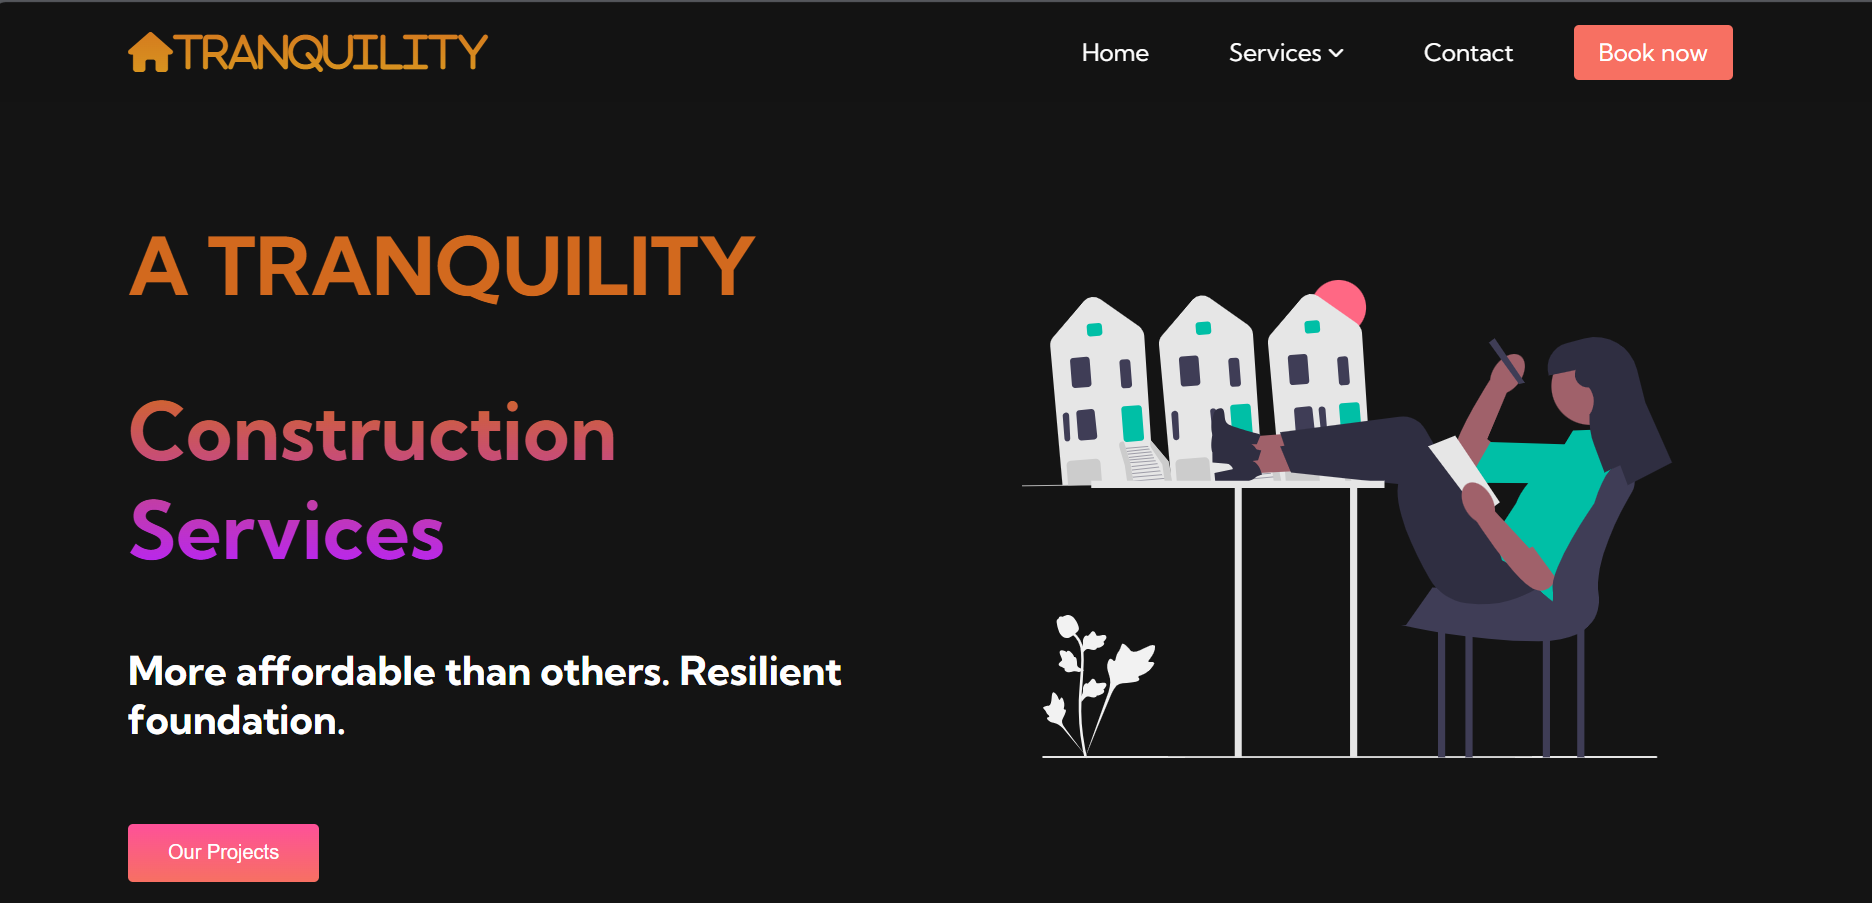 TRANQUILITY
Home
Services
Contact
Book now
A TRANQUILITY
Construction
Services
More affordable than others. Resilient
foundation.
Our Projects